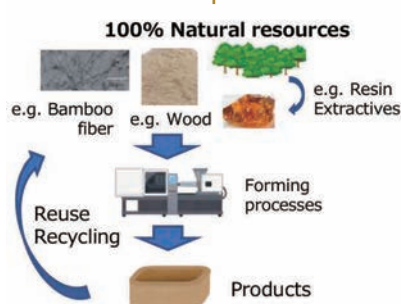 100% Natural resources
e.g. Bamboo
fiber
e.g. Wood
e.g. Resin
Extractives
Forming
processes
Reuse
Recycling
Products